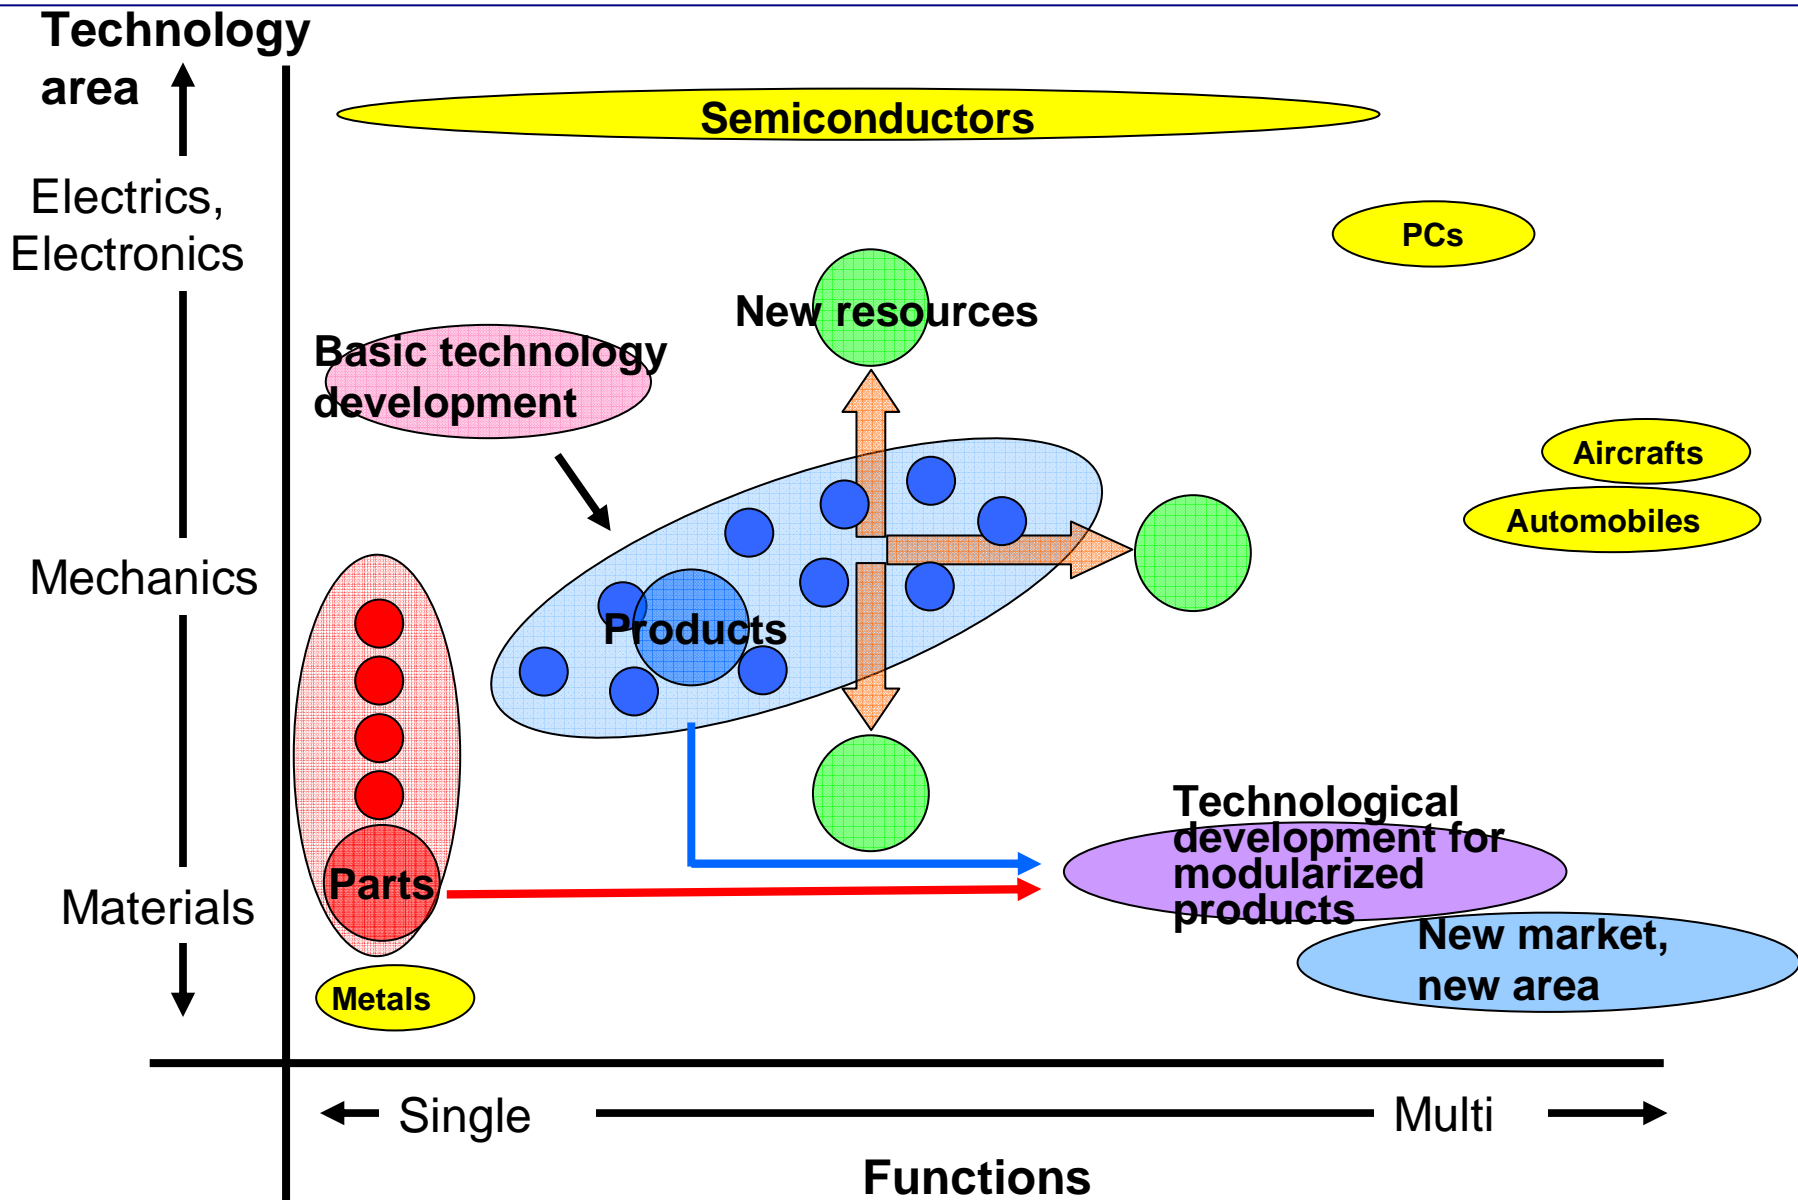 Technology
area
Semiconductors
Electrics,
Electronics
PCs
New resources
Basic technology
development
Aircrafts
Automobiles
Mechanics
Products
Technological
development for
modularized
products
Parts
Materials
New market,
new area
Metals
Single
Multi
Functions